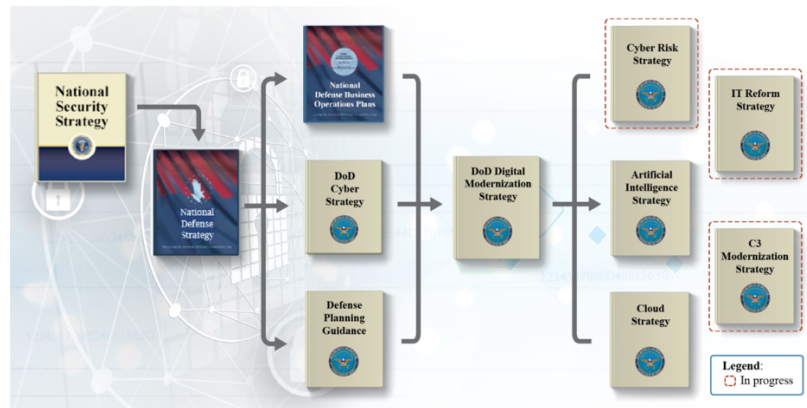 National
Security
Strategy
National
Defense
Strategy
National
Defense Business
Operations Plans
DoD
Cyber
Strategy
Defense
Planning
Guidance
DoD Digital
Modernization
Strategy
Cyber Risk
Strategy
IT Reform
Strategy
Artificial
Intelligence Strategy
C3
Modernization
Strategy
Cloud
Strategy
Legend:
In progress